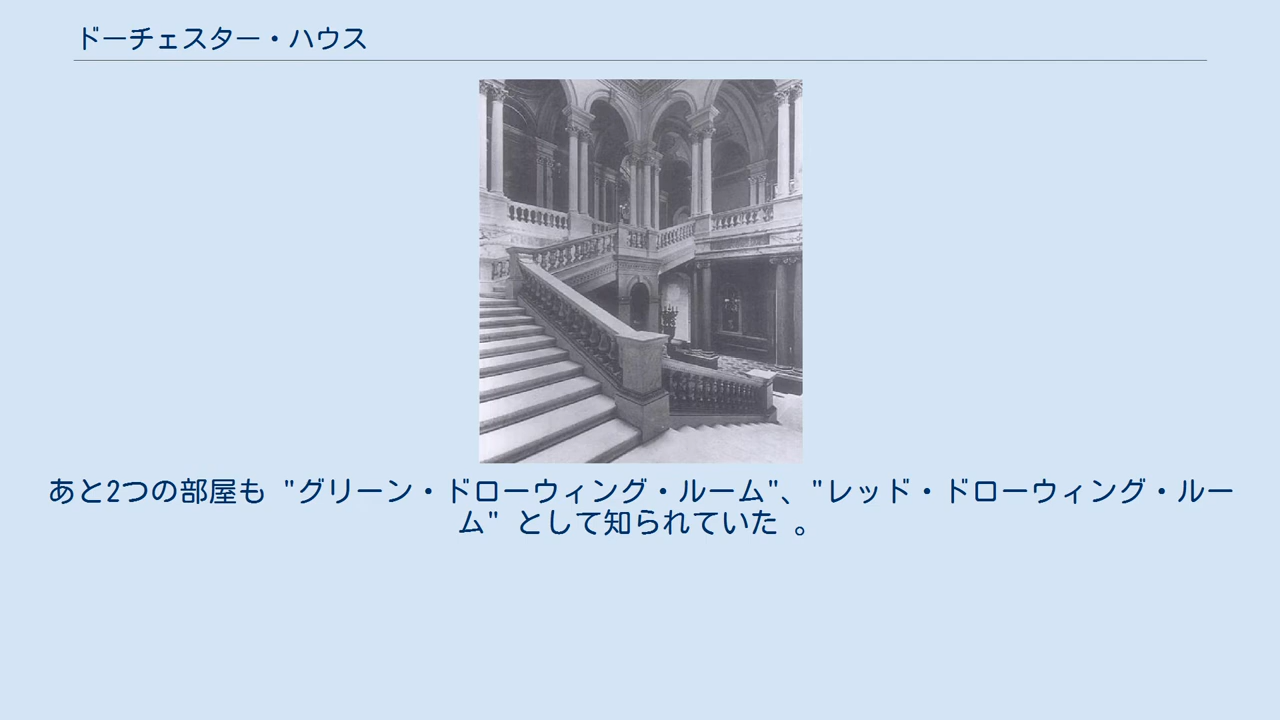 ドーチェスター・ハウス
あと2つの部屋も "グリーン・ドローウィング・ルーム"、"レッド・ドローウィング・ルー
ム" として知られていた 。